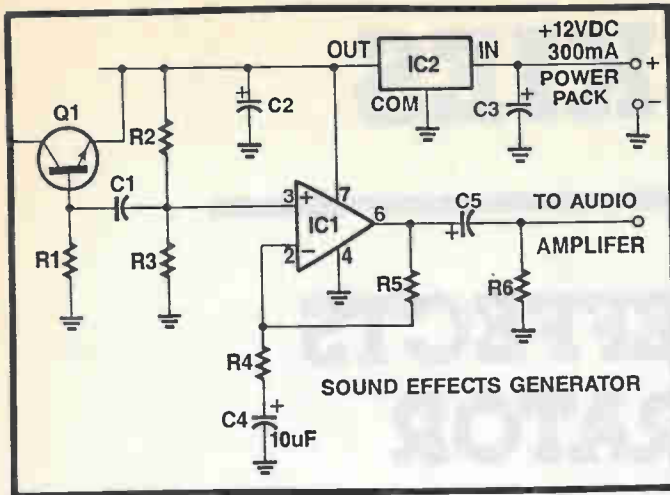 +12VDC
OUT IN 300mA
IC2 POWER +
COM PACK
Q1 + C2 + C3 −
R2
C1
3 + 7 C5 TO AUDIO
IC1 6
2 − 4 + AMPLIFER
R1 R3 R5 R6
R4
SOUND EFFECTS GENERATOR
C4 +
10uF